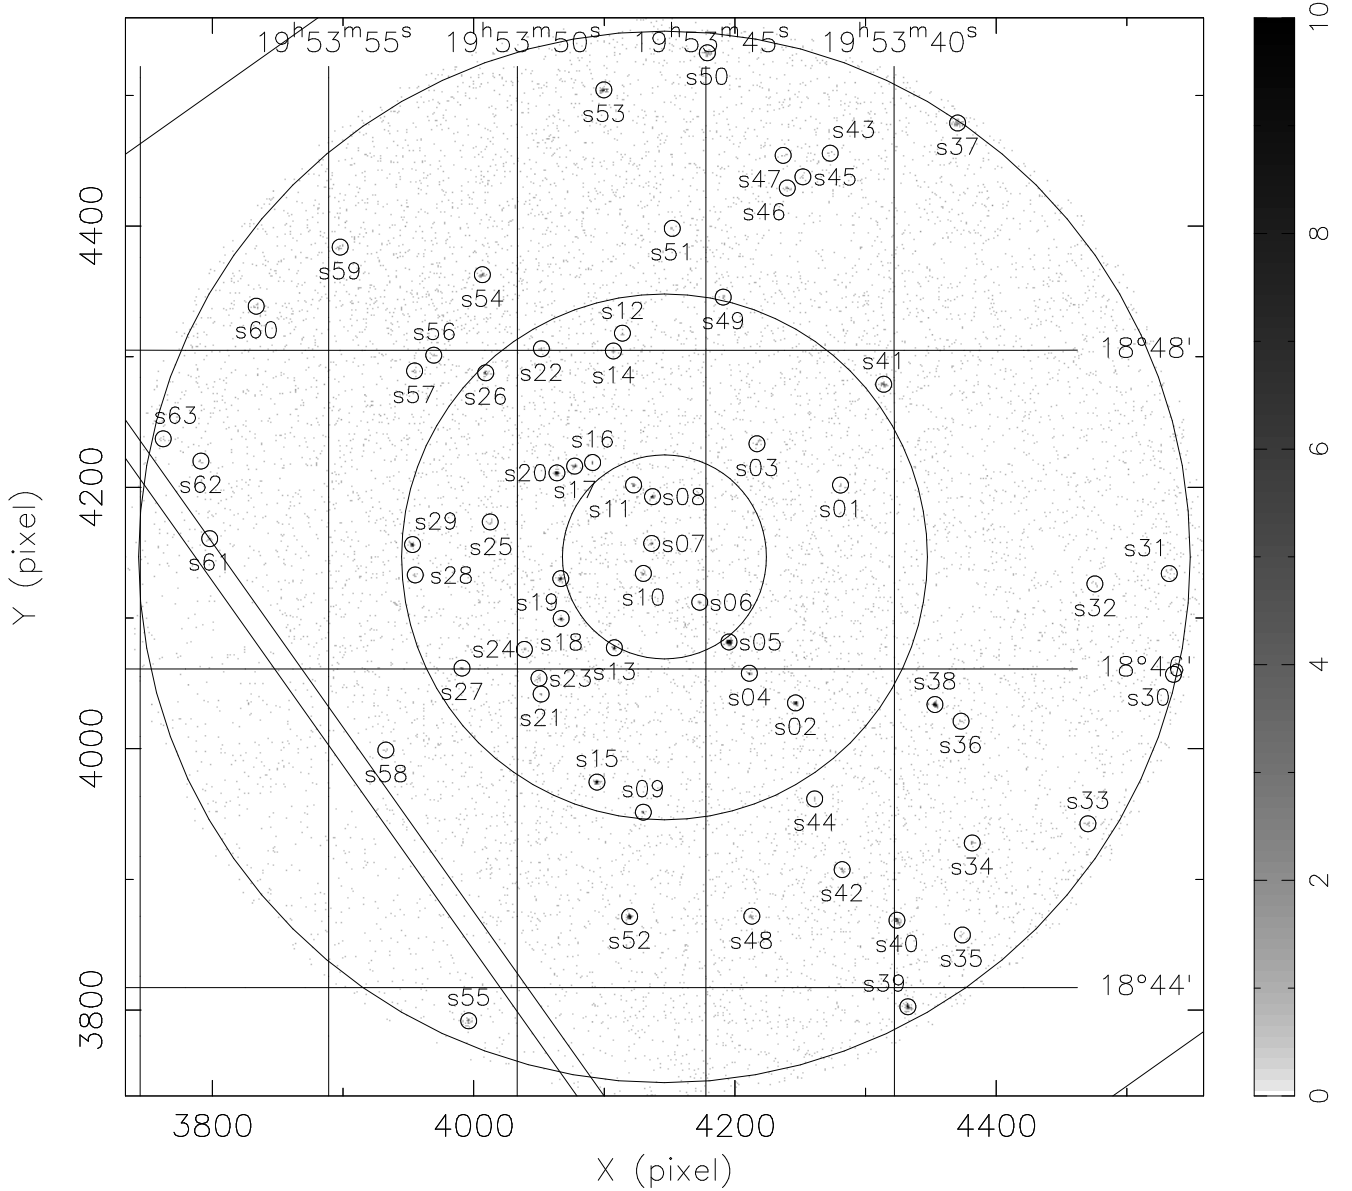 19h53m55s 19h53m50s 19h53m45s 19h53m40s
10
s50
s53
s43
s37
s47 s45
s46
4400
s51
8
s59
s54
s60
s12
s49
s56
s41
18°48'
s22 s14
s57 s26
s63
s16
6
s20 s03
s17
s62
s08
s11 s01
4200
s29
s07
s25
s31
s61
s28
s10
s19 s06
s32
Y (pixel)
s18 s05
s24
s13
18°46'
4
s23
s38
s27 s04
s30
s21
s02
s36
4000
s15
s58
s09
s33
s44
s34
2
s42
s52 s48 s40
s35
s39
18°44'
s55
3800
0
3800 4000 4200 4400
X (pixel)